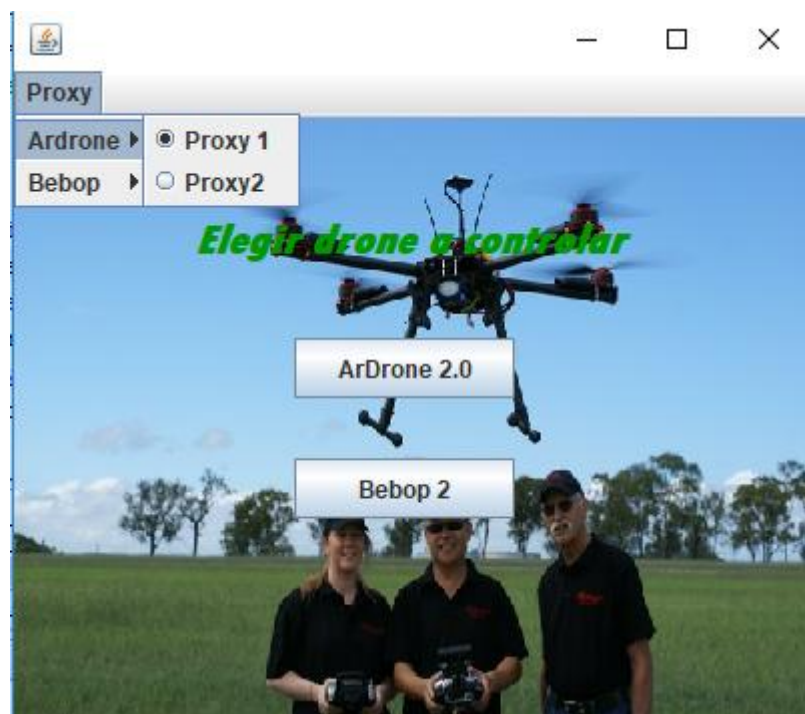 Proxy
Ardrone
Proxy 1
Bebop
Proxy2
Elegir drone a controlar
ArDrone 2.0
Bebop 2